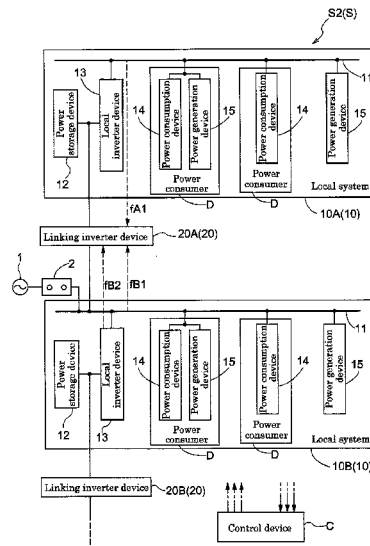 S2(S)
11
13
Power storage device
Local inverter device
12
14
Power consumption device
15
Power generation device
Power consumer
D
14
Power consumption device
Power consumer
D
Power generation device
15
Local system
10A(10)
fA1
Linking inverter device
20A(20)
1
2
fB2
fB1
11
Power storage device
12
Local inverter device
13
14
Power consumption device
15
Power generation device
Power consumer
D
14
Power consumption device
Power consumer
D
Power generation device
15
Local system
10B(10)
Linking inverter device
20B(20)
Control device
C